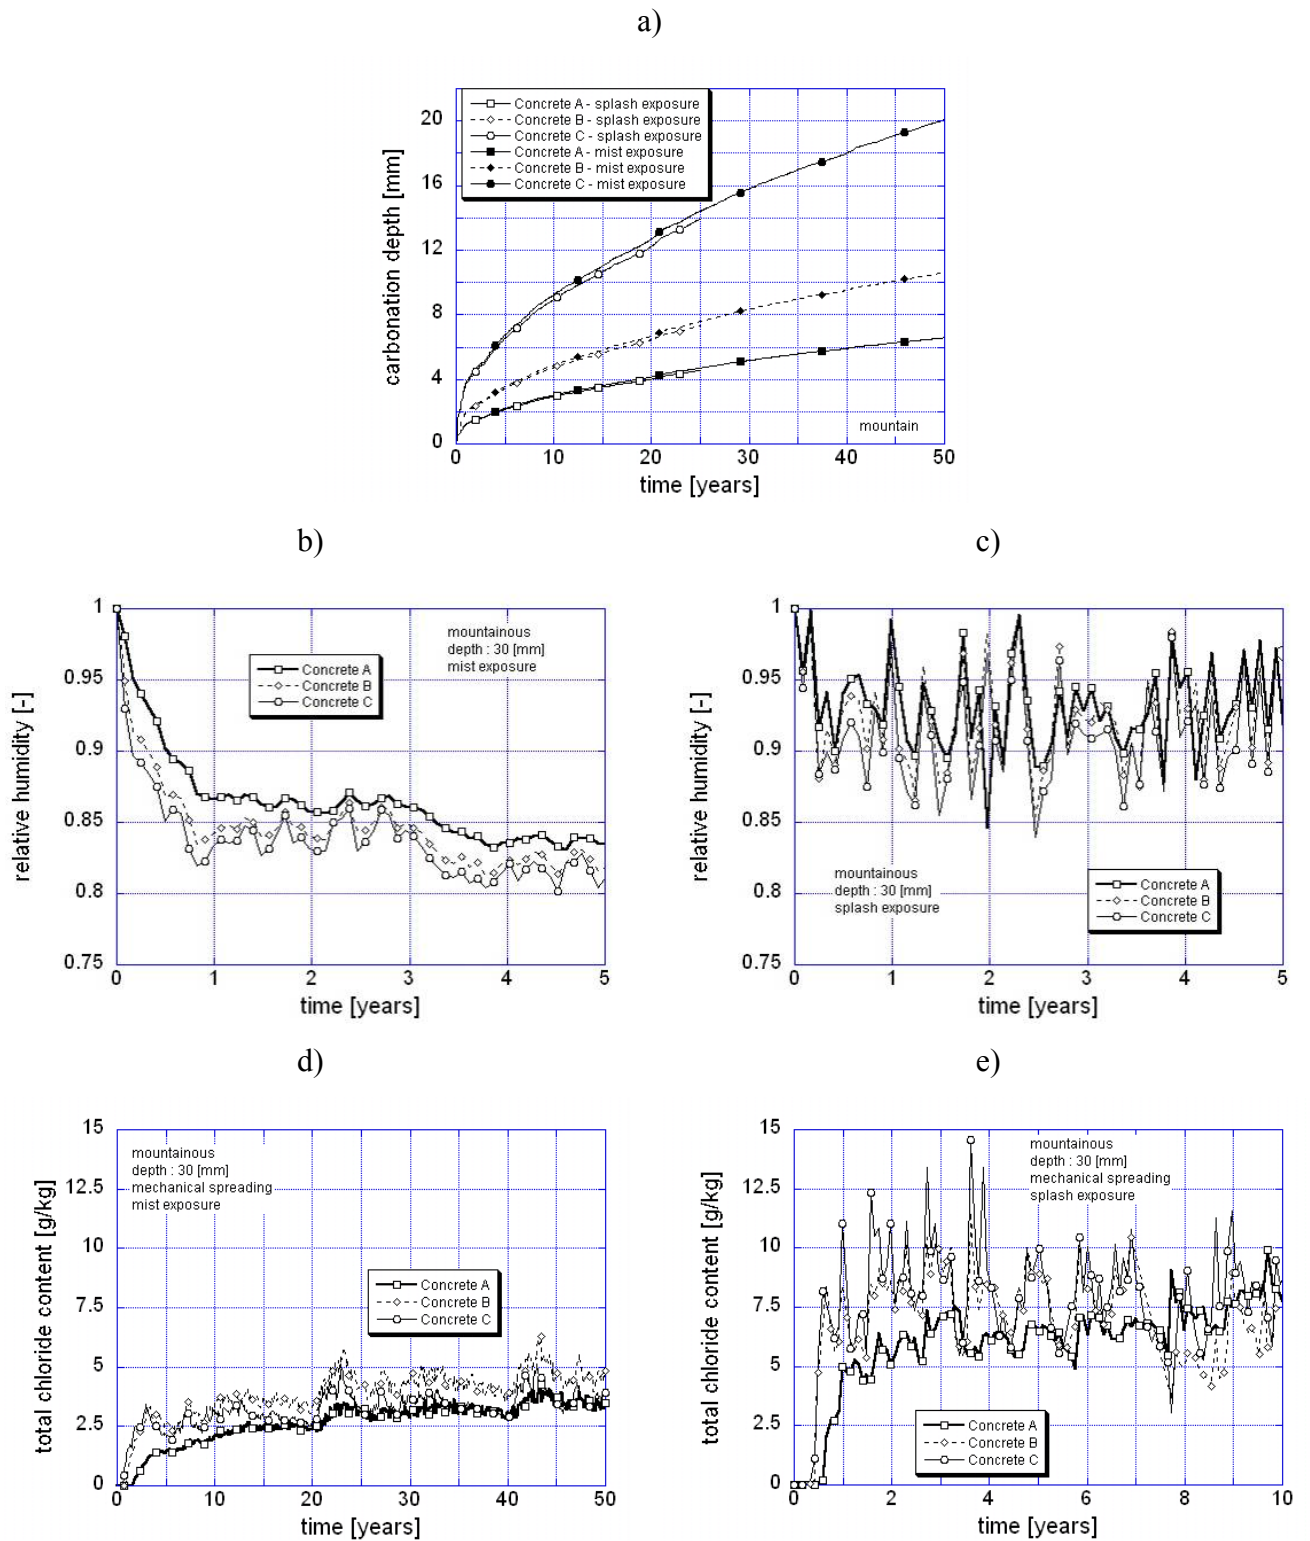 a)
Concrete A - splash exposure
Concrete B - splash exposure
Concrete C - splash exposure
Concrete A - mist exposure
Concrete B - mist exposure
Concrete C - mist exposure
carbonation depth [mm]
20
16
12
8
4
0
mountain
0 10 20 30 40 50
time [years]
b)
relative humidity [-]
1
0.95
0.9
0.85
0.8
0.75
mountainous
depth : 30 [mm]
mist exposure
Concrete A
Concrete B
Concrete C
0 1 2 3 4 5
time [years]
c)
relative humidity [-]
1
0.95
0.9
0.85
0.8
0.75
mountainous
depth : 30 [mm]
splash exposure
Concrete A
Concrete B
Concrete C
0 1 2 3 4 5
time [years]
d)
total chloride content [g/kg]
15
12.5
10
7.5
5
2.5
0
mountainous
depth : 30 [mm]
mechanical spreading
mist exposure
Concrete A
Concrete B
Concrete C
0 10 20 30 40 50
time [years]
e)
total chloride content [g/kg]
15
12.5
10
7.5
5
2.5
0
mountainous
depth : 30 [mm]
mechanical spreading
splash exposure
Concrete A
Concrete B
Concrete C
0 2 4 6 8 10
time [years]